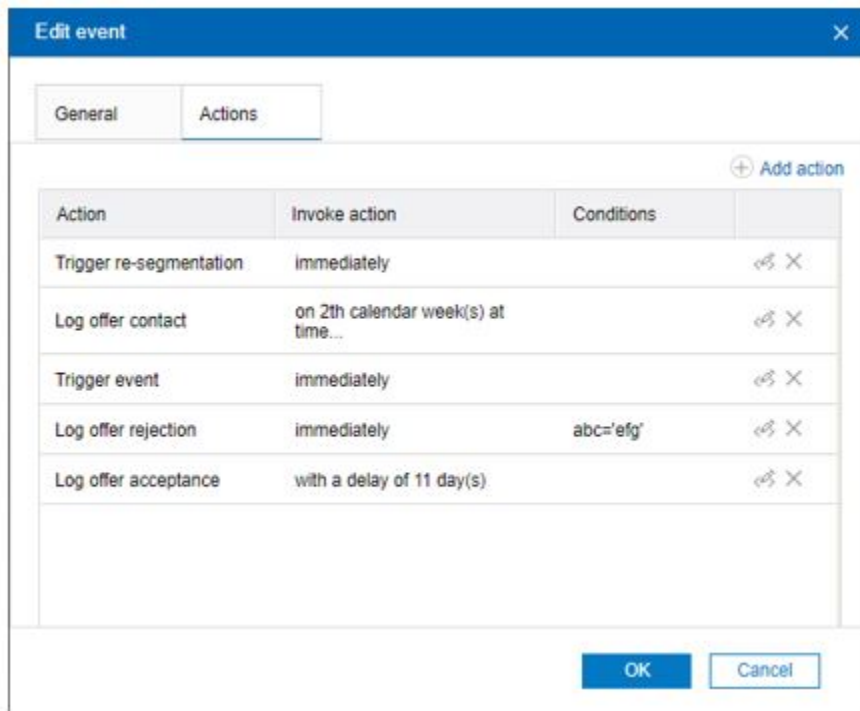 Edit event
General Actions
Add action
Action Invoke action Conditions
Trigger re-segmentation immediately
Log offer contact on 2th calendar week(s) at
time...
Trigger event immediately
Log offer rejection immediately abc='efg'
Log offer acceptance with a delay of 11 day(s)
OK Cancel